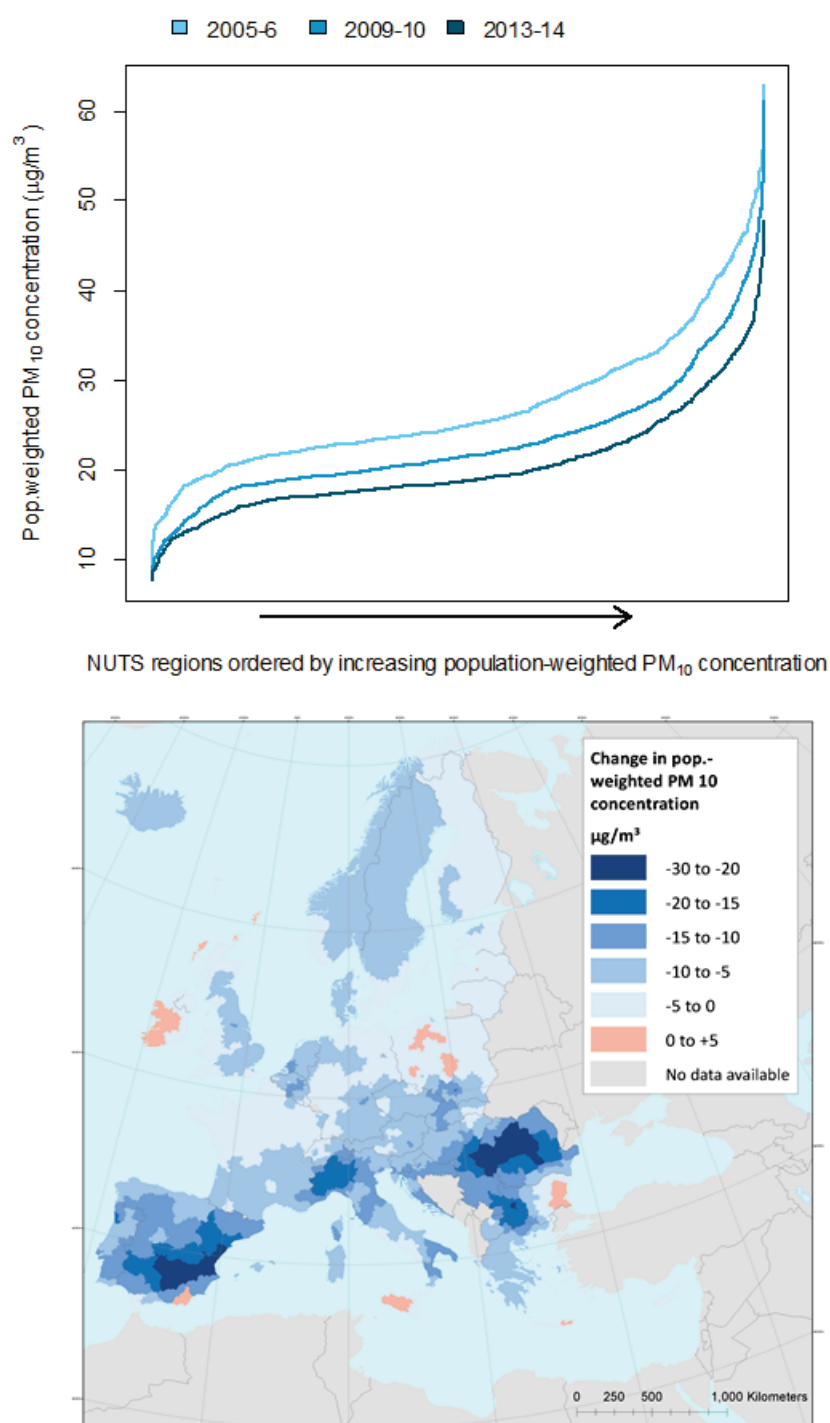 2005-6 2009-10 2013-14
Pop.weighted PM10 concentration (µg/m³)
60
50
40
30
20
10
NUTS regions ordered by increasing population-weighted PM10 concentration
Change in pop.-
weighted PM 10
concentration
µg/m³
-30 to -20
-20 to -15
-15 to -10
-10 to -5
-5 to 0
0 to +5
No data available
0 250 500 1,000 Kilometers